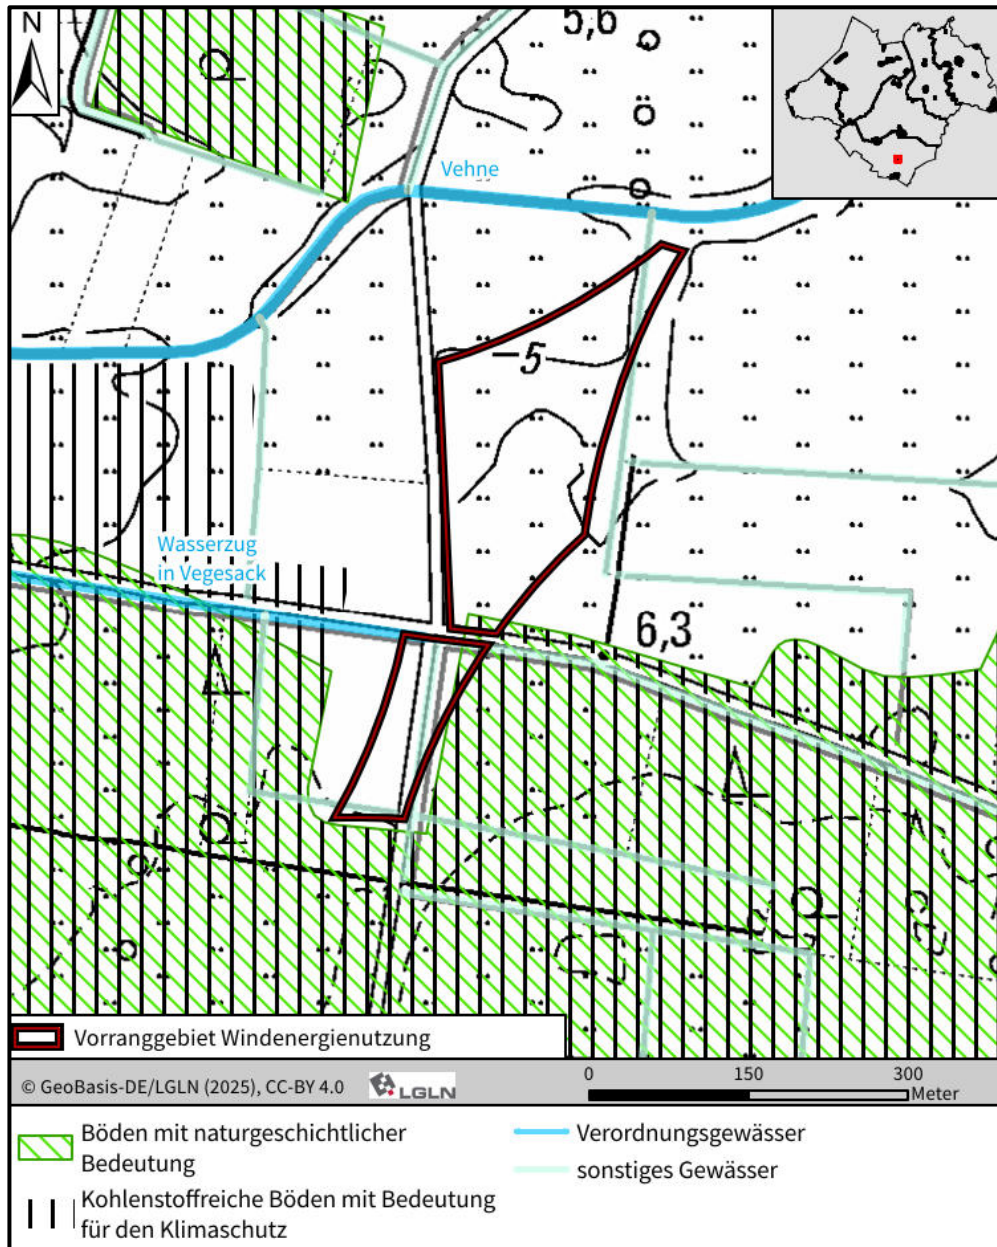 N
5,6
Vehne
–5
Wasserzug
in Vegesack
6,3
Vorranggebiet Windenergienutzung
© GeoBasis-DE/LGLN (2025), CC-BY 4.0
LGLN
0 150 300
Meter
Böden mit naturgeschichtlicher
Bedeutung
Kohlenstoffreiche Böden mit Bedeutung
für den Klimaschutz
Verordnungsgewässer
sonstiges Gewässer